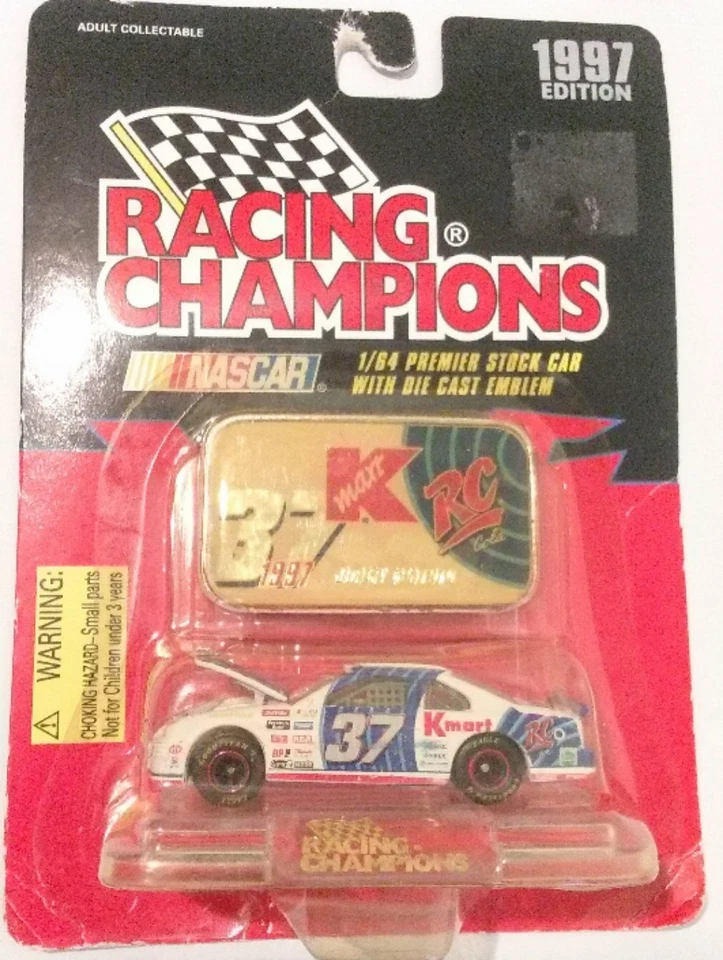 ADULT COLLECTABLE
1997
EDITION
RACING ®
CHAMPIONS
NASCAR®
1/64 PREMIER STOCK CAR
WITH DIE CAST EMBLEM
K
mart
RC
37
1997
WARNING:
CHOKING HAZARD-Small parts
Not for Children under 3 years
37
Kmart
RC
RACING
CHAMPIONS